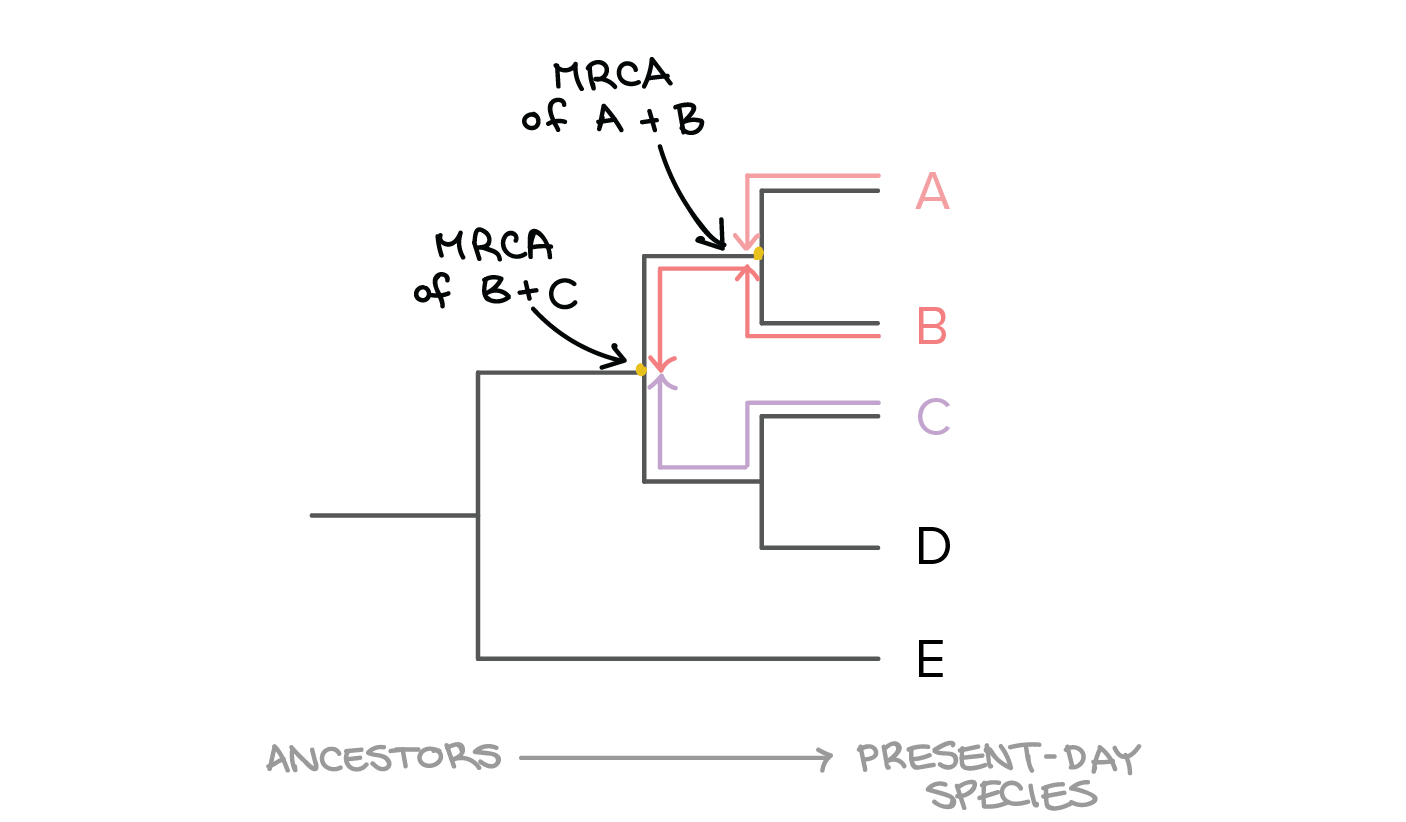 MRCA
of A + B
MRCA
of B+C
A
B
C
D
E
ANCESTORS
PRESENT-DAY
SPECIES